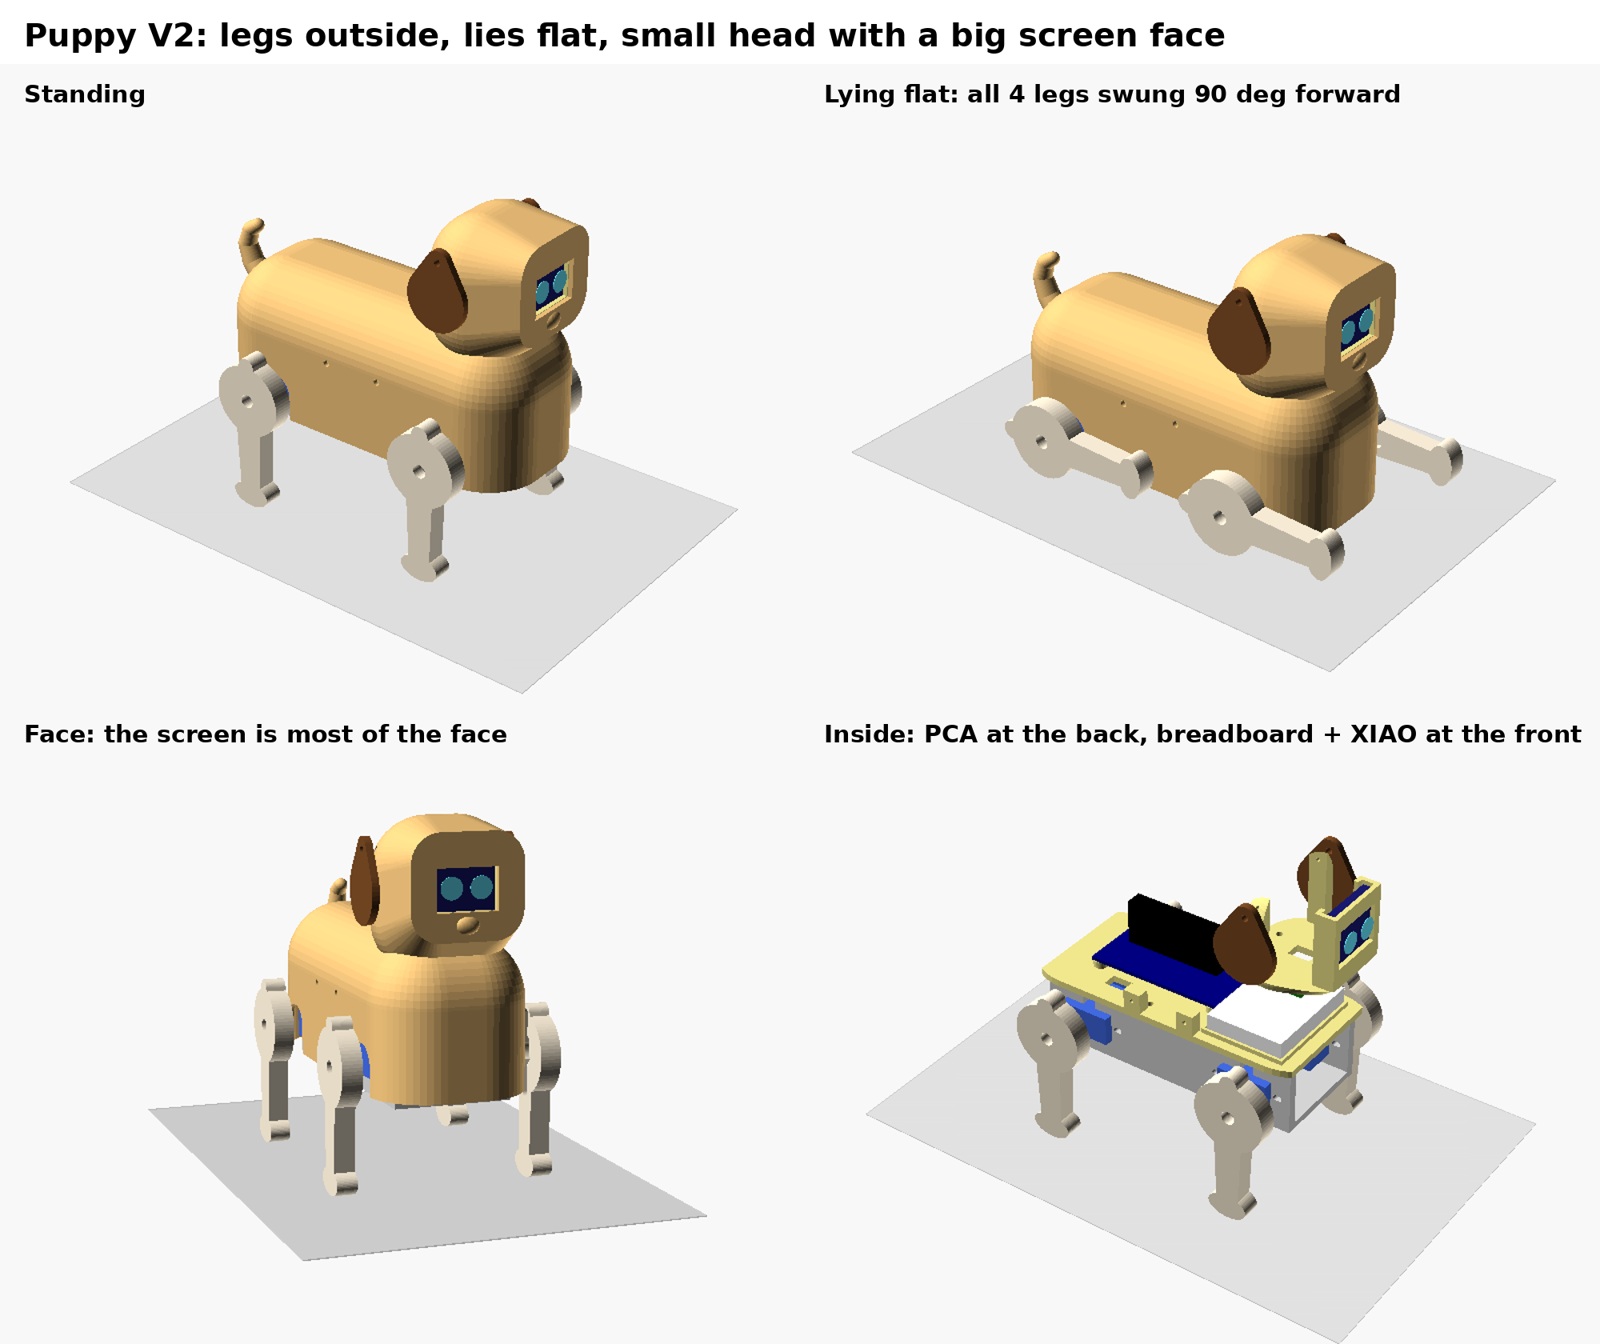 Puppy V2: legs outside, lies flat, small head with a big screen face
Standing
Lying flat: all 4 legs swung 90 deg forward
Face: the screen is most of the face
Inside: PCA at the back, breadboard + XIAO at the front